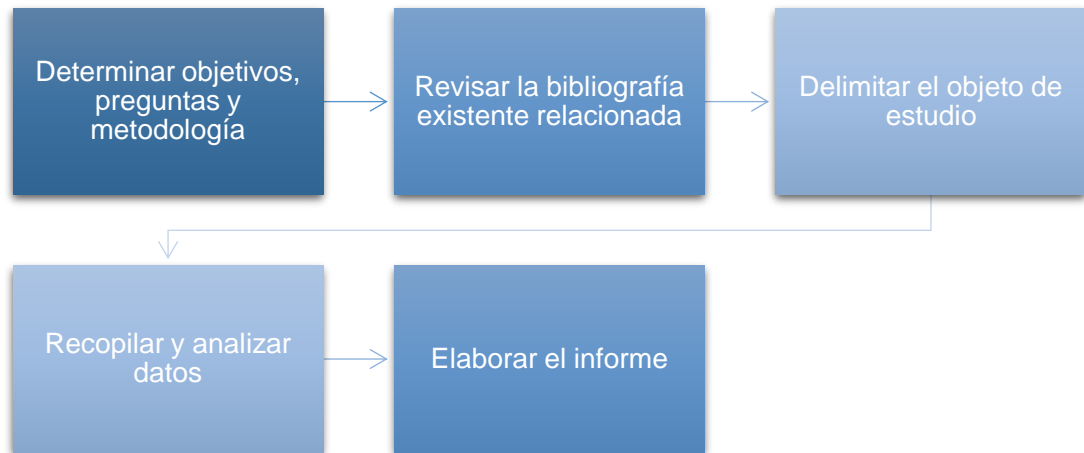 Determinar objetivos,
preguntas y
metodología
Revisar la bibliografía
existente relacionada
Delimitar el objeto de
estudio
Recopilar y analizar
datos
Elaborar el informe